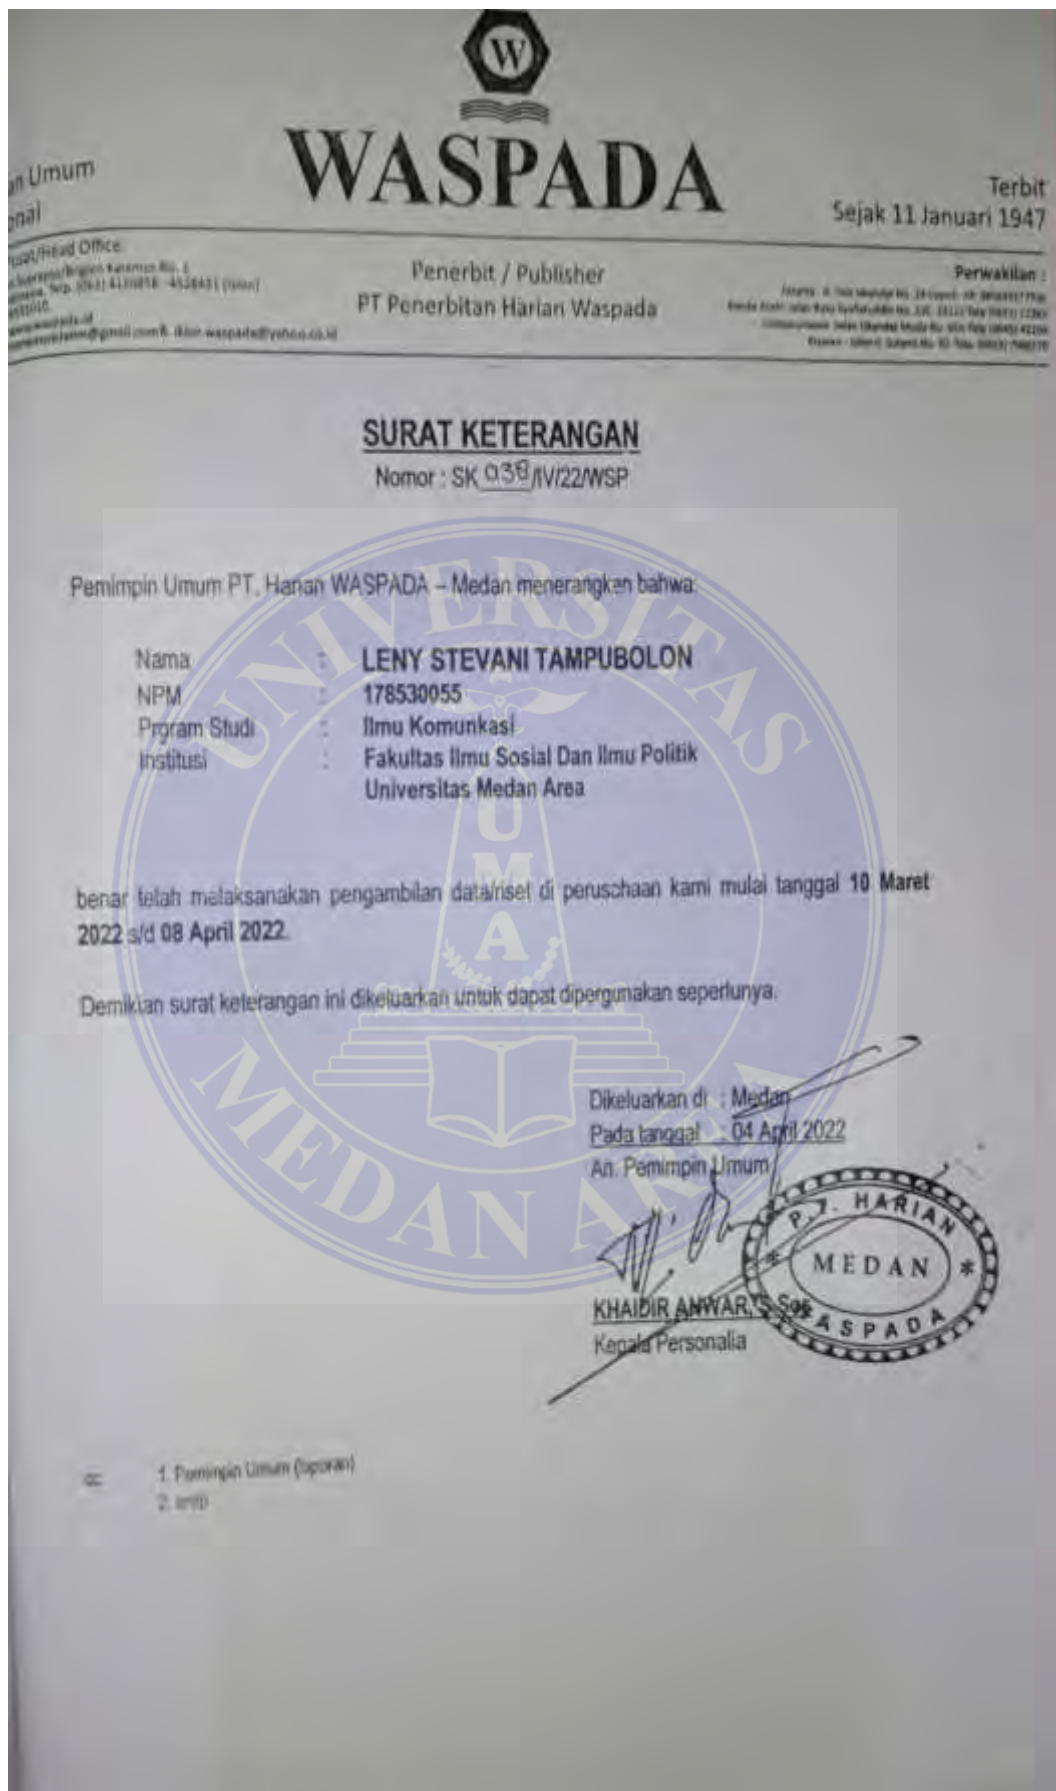 W
WASPADA
Umum
Terbit
Sejak 11 Januari 1947
Head Office
Penerbit / Publisher
PT Penerbitan Harian Waspada
Perwakilan :
SURAT KETERANGAN
Nomor : SK 038/IV/22/WSP
Pemimpin Umum PT. Harian WASPADA – Medan menerangkan bahwa:
Nama : LENY STEVANI TAMPUBOLON
NPM : 178530055
Prgram Studi : Ilmu Komunkasi
Institusi : Fakultas Ilmu Sosial Dan Ilmu Politik
Universitas Medan Area
benar telah melaksanakan pengambilan data/riset di perusahaan kami mulai tanggal 10 Maret
2022 s/d 08 April 2022.
Demikian surat keterangan ini dikeluarkan untuk dapat dipergunakan seperlunya.
Dikeluarkan di : Medan
Pada tanggal : 04 April 2022
An. Pemimpin Umum
KHAIDIR ANWAR, S.Sos
Kepala Personalia
P.T. HARIAN
* MEDAN *
WASPADA
1. Pemimpin Umum (laporan)
2.
UNIVERSITAS
UMA
MEDAN AREA